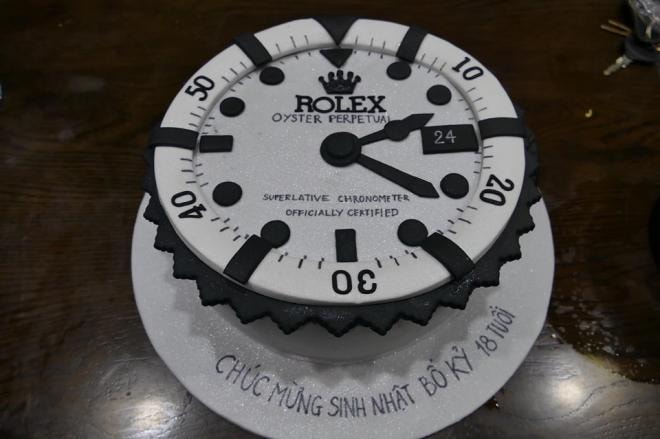 ROLEX
OYSTER PERPETUAL
24
SUPERLATIVE CHRONOMETER
OFFICIALLY CERTIFIED
10
20
30
40
50
CHÚC MỪNG SINH NHẬT BỐ KỶ 18 TUỔI